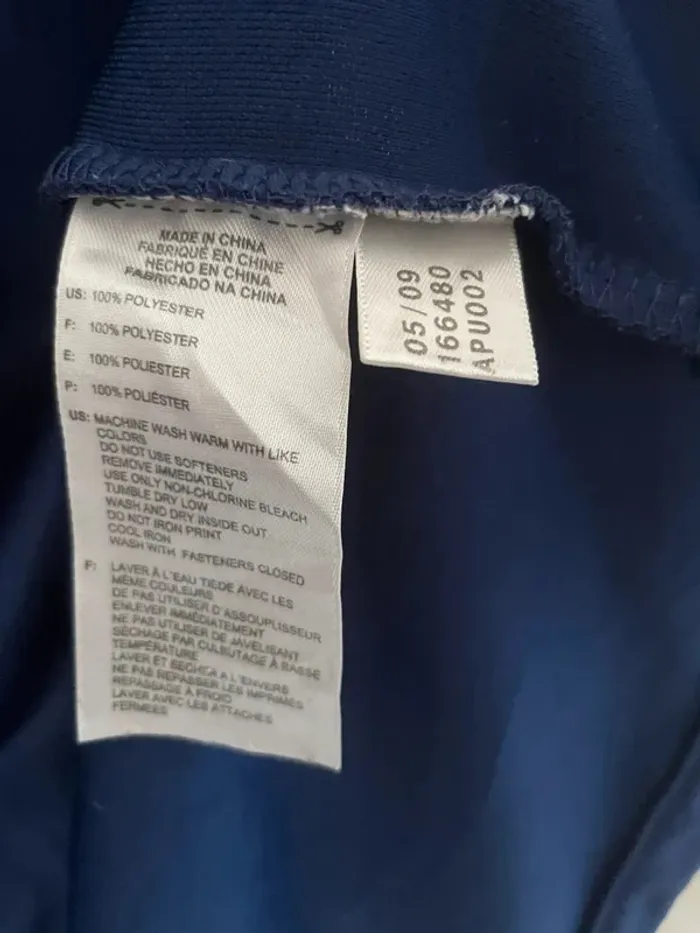 MADE IN CHINA
FABRIQUÉ EN CHINE
HECHO EN CHINA
FABRICADO NA CHINA
US: 100% POLYESTER
F: 100% POLYESTER
E: 100% POLIESTER
P: 100% POLIÉSTER
US: MACHINE WASH WARM WITH LIKE
COLORS
DO NOT USE SOFTENERS
REMOVE IMMEDIATELY
USE ONLY NON-CHLORINE BLEACH
TUMBLE DRY LOW
WASH AND DRY INSIDE OUT
DO NOT IRON PRINT
COOL IRON
WASH WITH FASTENERS CLOSED
F: LAVER À L'EAU TIÈDE AVEC LES
MÊME COULEURS
DE PAS UTILISER D'ASSOUPLISSEUR
ENLEVER IMMÉDIATEMENT
NE PAS UTILISER DE JAVELISANT
SÉCHAGE PAR CULBUTAGE À BASSE
TEMPÉRATURE
LAVER ET SÉCHER À L'ENVERS
NE PAS REPASSER LES IMPRIMÉS
REPASSAGE À FROID
LAVER AVEC LES ATTACHES
FERMÉES
05/09
166480
APU002